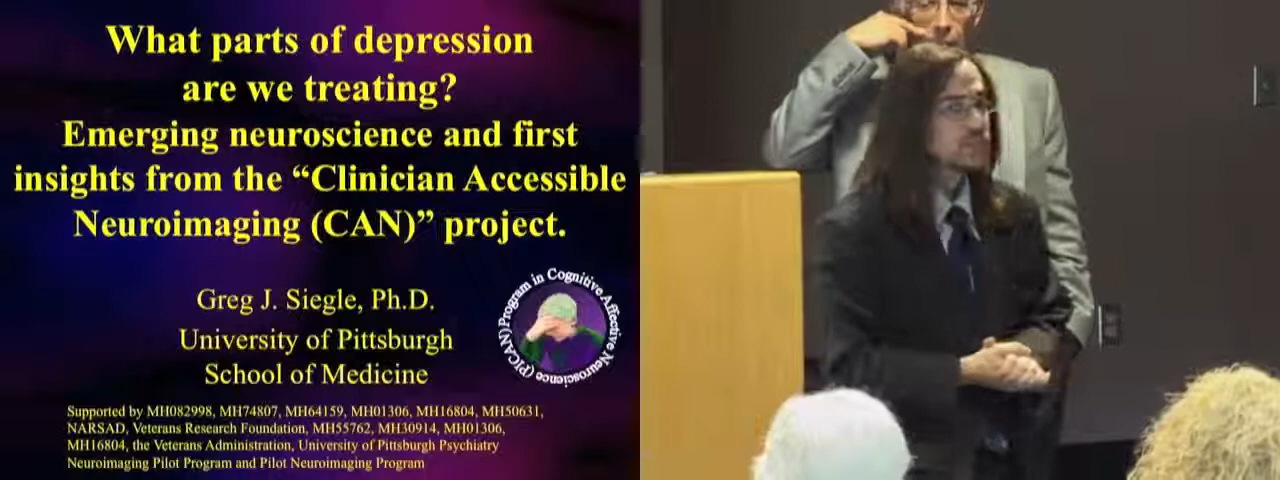 What parts of depression
are we treating?
Emerging neuroscience and first
insights from the “Clinician Accessible
Neuroimaging (CAN)” project.
Greg J. Siegle, Ph.D.
University of Pittsburgh
School of Medicine
Program in Cognitive Affective Neuroscience (PICAN)
Supported by MH082998, MH74807, MH64159, MH01306, MH16804, MH50631,
NARSAD, Veterans Research Foundation, MH55762, MH30914, MH01306,
MH16804, the Veterans Administration, University of Pittsburgh Psychiatry
Neuroimaging Pilot Program and Pilot Neuroimaging Program